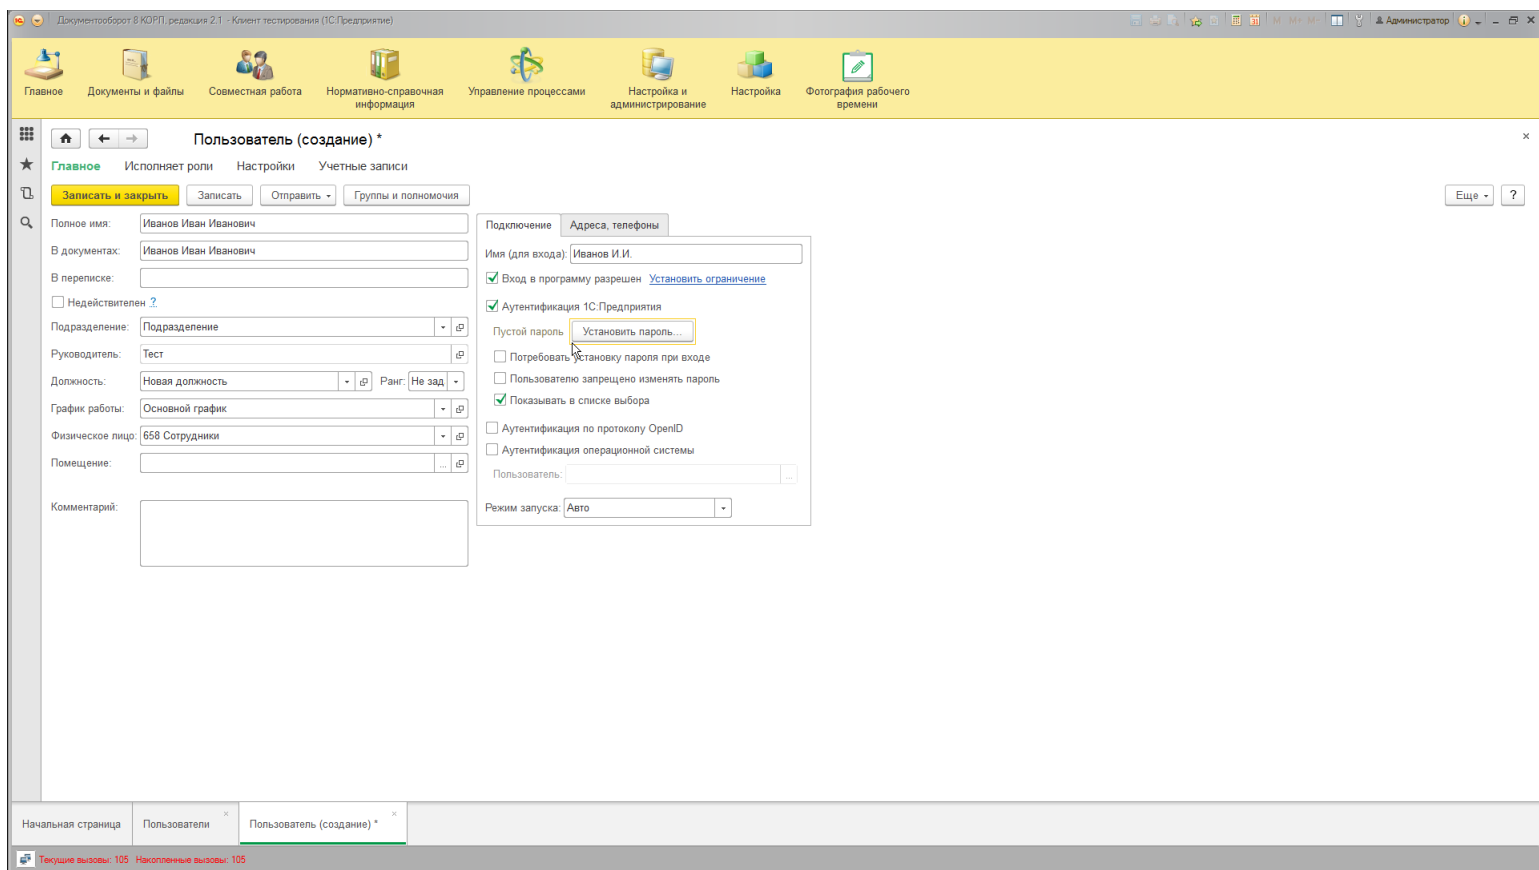 Документооборот 8 КОРП, редакция 2.1 - Клиент тестирования (1С:Предприятие)
M M+ M- Администратор
Главное
Документы и файлы
Совместная работа
Нормативно-справочная
информация
Управление процессами
Настройка и
администрирование
Настройка
Фотография рабочего
времени
Пользователь (создание) *
Главное Исполняет роли Настройки Учетные записи
Записать и закрыть Записать Отправить Группы и полномочия Еще ?
Полное имя: Иванов Иван Иванович
В документах: Иванов Иван Иванович
В переписке:
Недействителен ?
Подразделение: Подразделение
Руководитель: Тест
Должность: Новая должность Ранг: Не зад
График работы: Основной график
Физическое лицо: 658 Сотрудники
Помещение: ...
Комментарий:
Подключение Адреса, телефоны
Имя (для входа): Иванов И.И.
Вход в программу разрешен Установить ограничение
Аутентификация 1С:Предприятия
Пустой пароль Установить пароль...
Потребовать установку пароля при входе
Пользователю запрещено изменять пароль
Показывать в списке выбора
Аутентификация по протоколу OpenID
Аутентификация операционной системы
Пользователь: ...
Режим запуска: Авто
Начальная страница Пользователи Пользователь (создание) *
Текущие вызовы: 105 Накопленные вызовы: 105